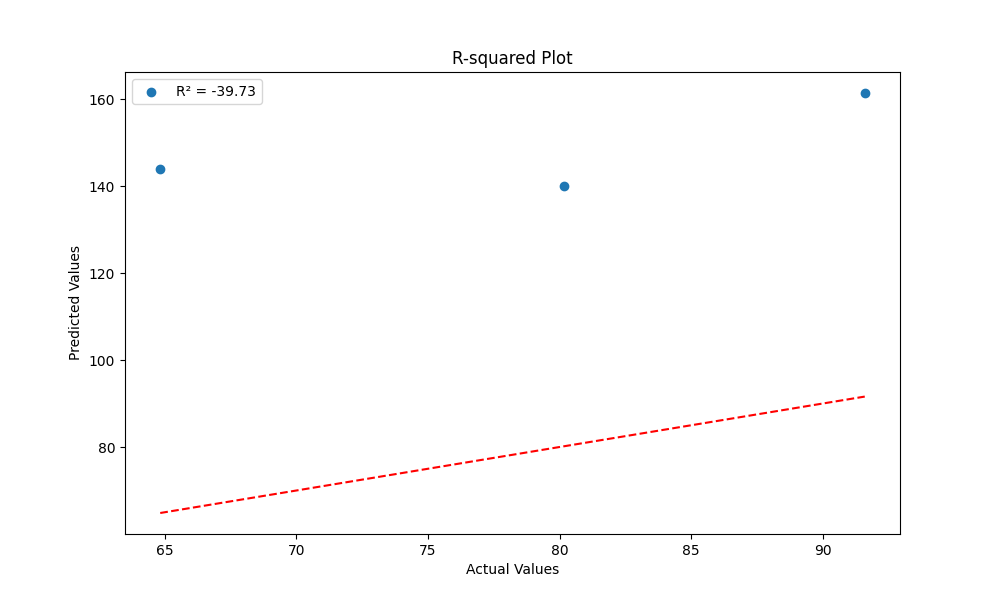 R-squared Plot
R² = -39.73
Predicted Values
160
140
120
100
80
65 70 75 80 85 90
Actual Values